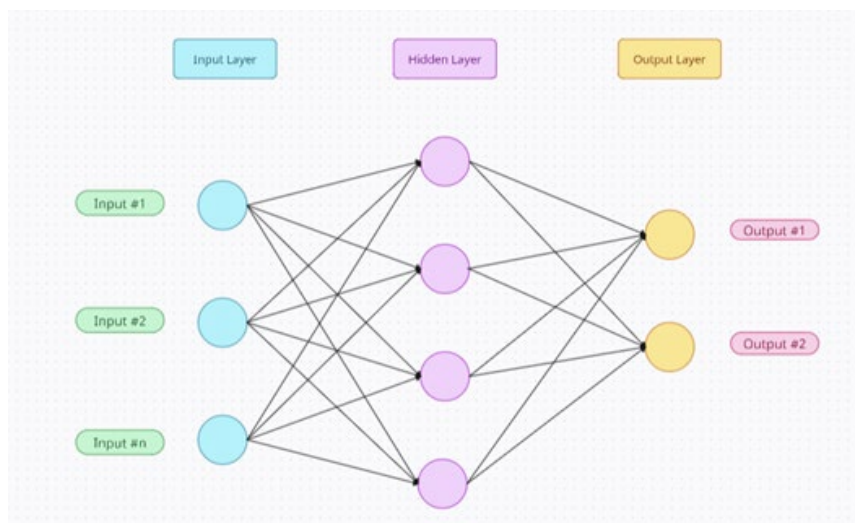 Input Layer
Hidden Layer
Output Layer
Input #1
Output #1
Input #2
Output #2
Input #n